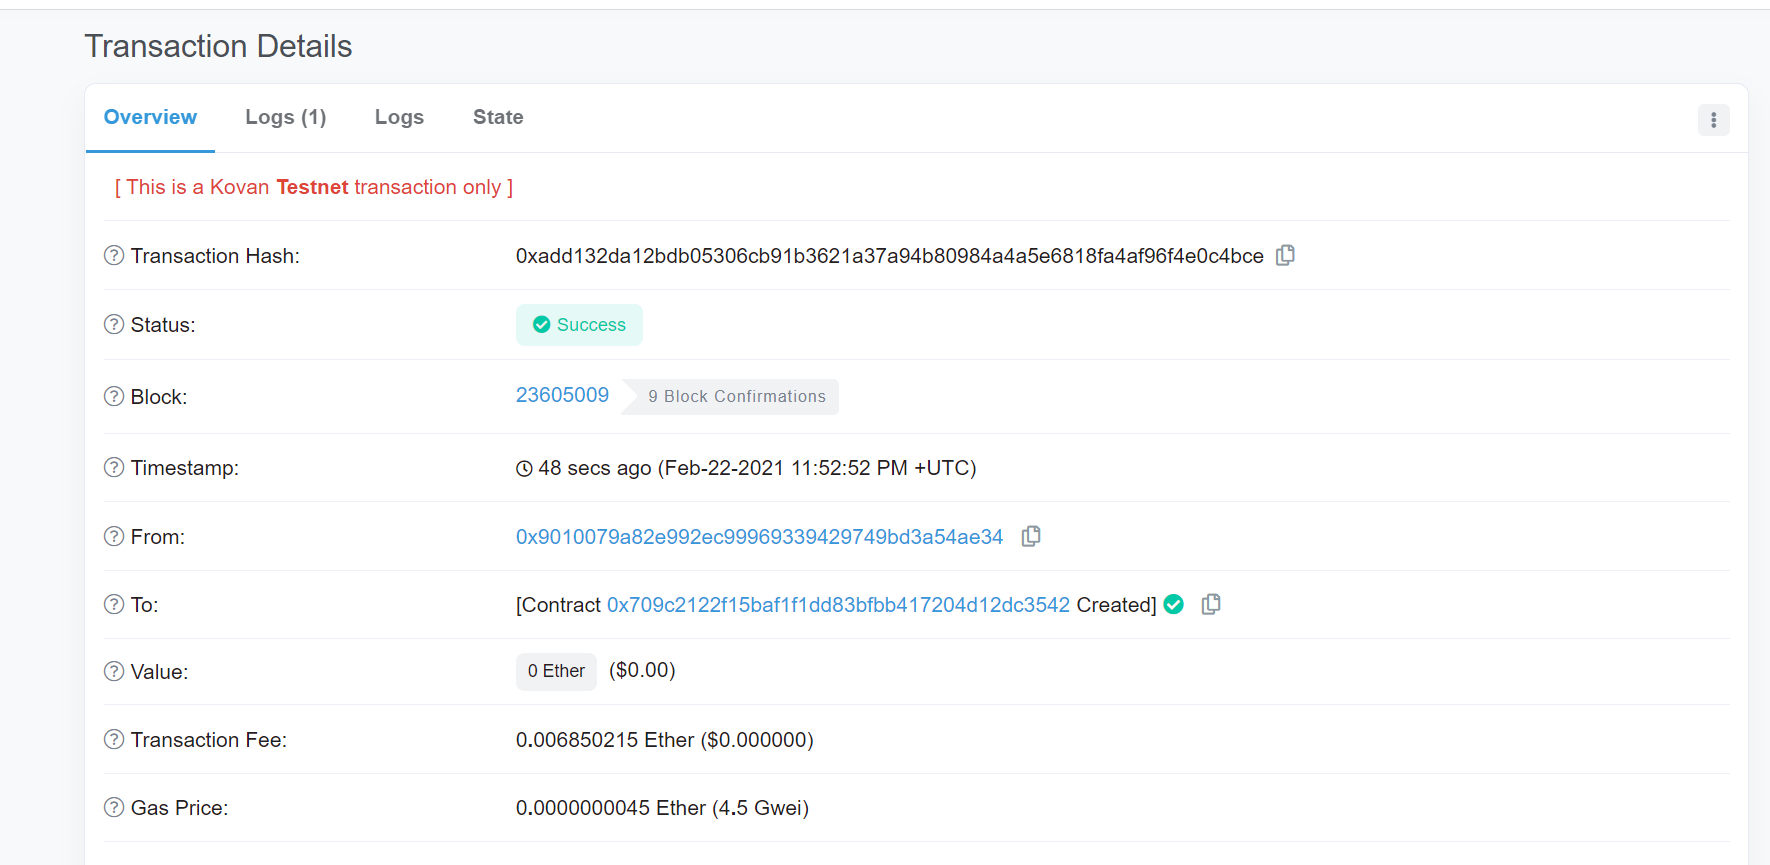 Transaction Details
Overview Logs (1) Logs State
[ This is a Kovan Testnet transaction only ]
Transaction Hash: 0xadd132da12bdb05306cb91b3621a37a94b80984a4a5e6818fa4af96f4e0c4bce
Status: Success
Block: 23605009 9 Block Confirmations
Timestamp: 48 secs ago (Feb-22-2021 11:52:52 PM +UTC)
From: 0x9010079a82e992ec99969339429749bd3a54ae34
To: [Contract 0x709c2122f15baf1f1dd83bfbb417204d12dc3542 Created]
Value: 0 Ether ($0.00)
Transaction Fee: 0.006850215 Ether ($0.000000)
Gas Price: 0.0000000045 Ether (4.5 Gwei)